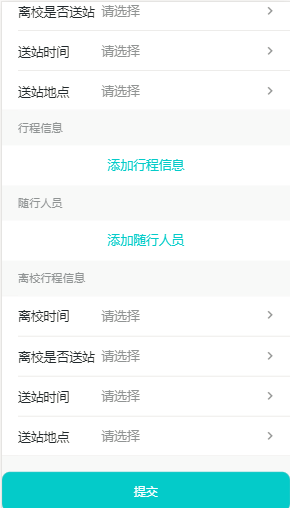 离校是否送站 请选择
送站时间 请选择
送站地点 请选择
行程信息
添加行程信息
随行人员
添加随行人员
离校行程信息
离校时间 请选择
离校是否送站 请选择
送站时间 请选择
送站地点 请选择
提交